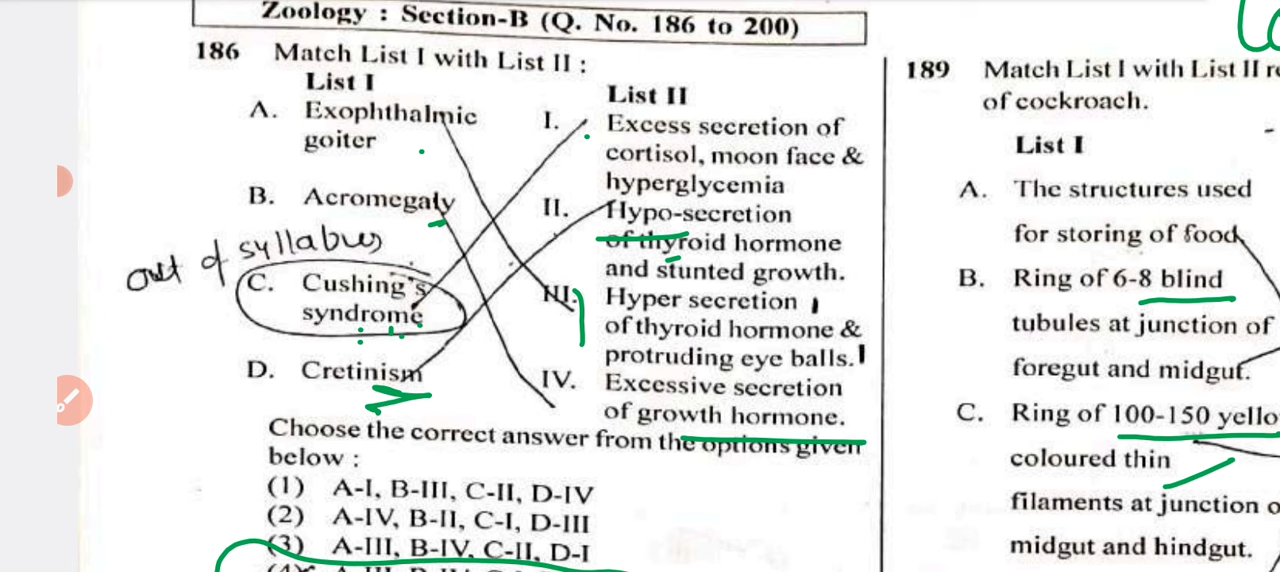 Zoology : Section-B (Q. No. 186 to 200)
186 Match List I with List II :
List I
List II
A. Exophthalmic
goiter
I. Excess secretion of
cortisol, moon face &
hyperglycemia
B. Acromegaly
II. Hypo-secretion
of thyroid hormone
and stunted growth.
out of syllabus
C. Cushing's
syndrome
III. Hyper secretion
of thyroid hormone &
protruding eye balls.
D. Cretinism
IV. Excessive secretion
of growth hormone.
Choose the correct answer from the options given
below :
(1) A-I, B-III, C-II, D-IV
(2) A-IV, B-II, C-I, D-III
(3) A-III, B-IV, C-II, D-I
189 Match List I with List II
of cockroach.
List I
A. The structures used
for storing of food
B. Ring of 6-8 blind
tubules at junction of
foregut and midgut.
C. Ring of 100-150
coloured thin
filaments at junction
midgut and hindgut.